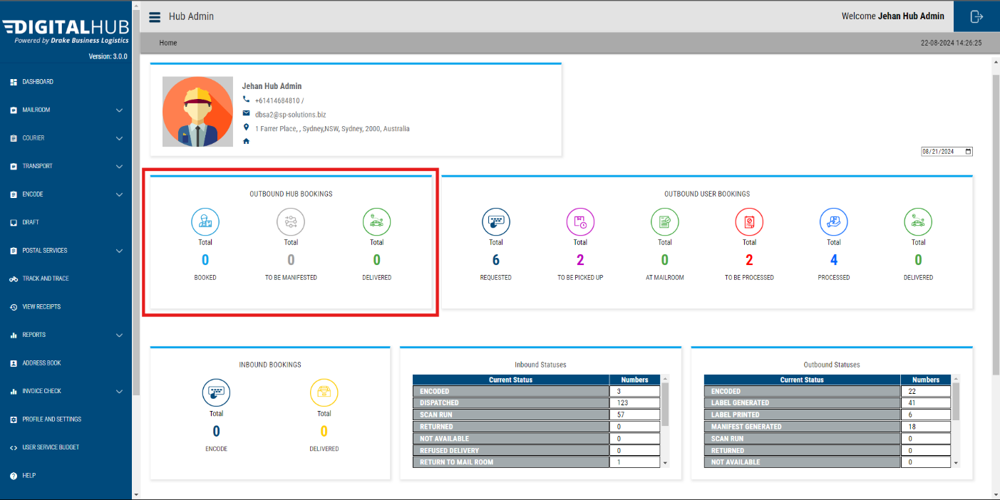 DIGITALHUB
Powered by Drake Business Logistics
Version: 3.0.0
DASHBOARD
MAILROOM
COURIER
TRANSPORT
ENCODE
DRAFT
POSTAL SERVICES
TRACK AND TRACE
VIEW RECEIPTS
REPORTS
ADDRESS BOOK
INVOICE CHECK
PROFILE AND SETTINGS
USER SERVICE BUDGET
HELP
Hub Admin
Welcome Jehan Hub Admin
Home
22-08-2024 14:26:25
Jehan Hub Admin
+61414684810 /
dbsa2@sp-solutions.biz
1 Farrer Place, , Sydney,NSW, Sydney, 2000, Australia
08/21/2024
OUTBOUND HUB BOOKINGS
Total Total Total
0 0 0
BOOKED TO BE MANIFESTED DELIVERED
OUTBOUND USER BOOKINGS
Total Total Total Total Total Total
6 2 0 2 4 0
REQUESTED TO BE PICKED UP AT MAILROOM TO BE PROCESSED PROCESSED DELIVERED
INBOUND BOOKINGS
Total Total
0 0
ENCODE DELIVERED
Inbound Statuses
Current Status Numbers
ENCODED 3
DISPATCHED 123
SCAN RUN 57
RETURNED 0
NOT AVAILABLE 0
REFUSED DELIVERY 0
RETURN TO MAIL ROOM 1
Outbound Statuses
Current Status Numbers
ENCODED 22
LABEL GENERATED 41
LABEL PRINTED 6
MANIFEST GENERATED 18
SCAN RUN 0
RETURNED 0
NOT AVAILABLE 0